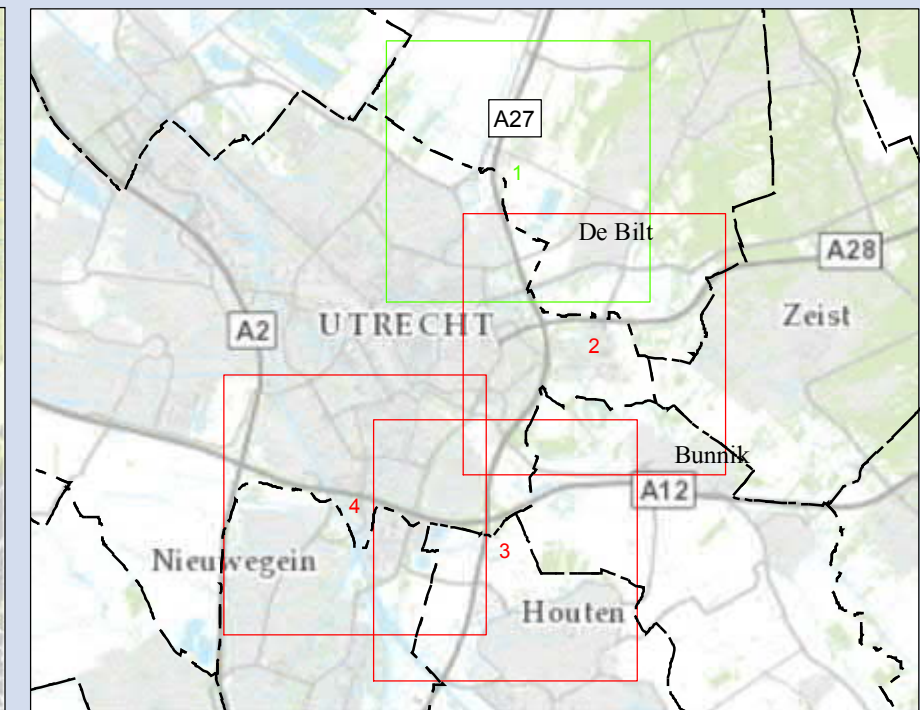 A27
1
De Bilt
A28
UTRECHT
Zeist
A2
2
Bunnik
A12
4
3
Nieuwegein
Houten